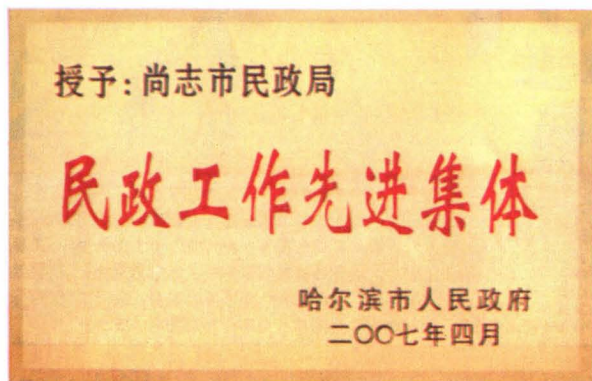 授予:尚志市民政局
民政工作先进集体
哈尔滨市人民政府
二〇〇七年四月